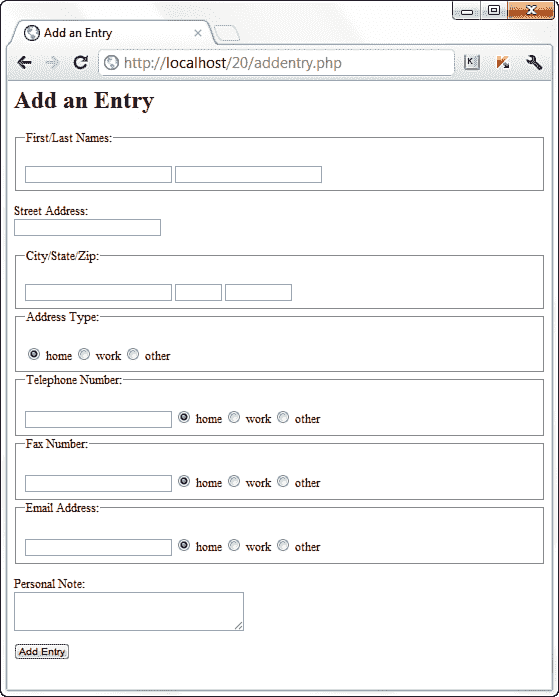 Add an Entry
http://localhost/20/addentry.php
K
Add an Entry
First/Last Names:
Street Address:
City/State/Zip:
Address Type:
home work other
Telephone Number:
home work other
Fax Number:
home work other
Email Address:
home work other
Personal Note:
Add Entry